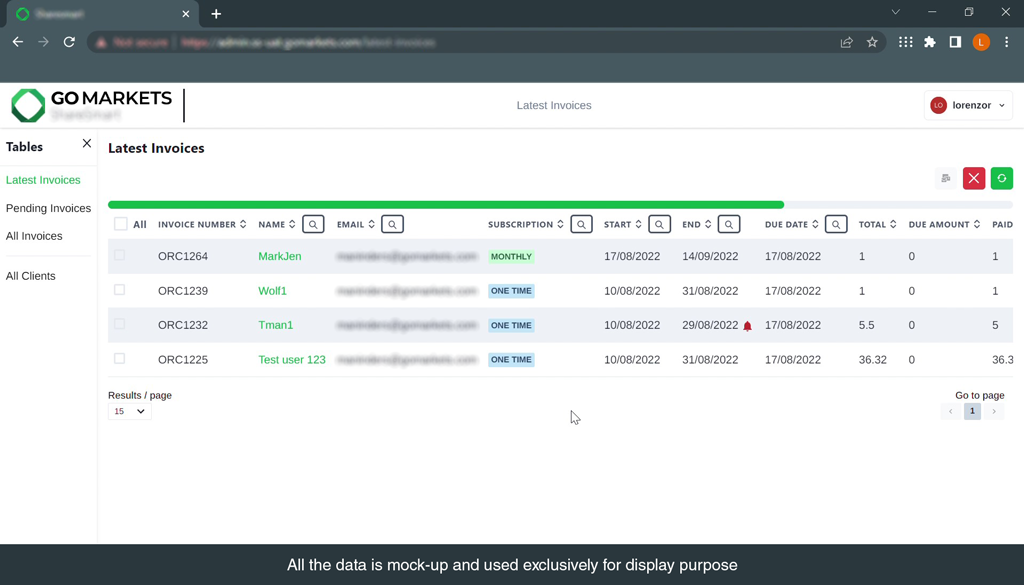 L
GO MARKETS
Latest Invoices
LO lorenzor
Tables
Latest Invoices
Pending Invoices
All Invoices
All Clients
Latest Invoices
All INVOICE NUMBER NAME EMAIL SUBSCRIPTION START END DUE DATE TOTAL DUE AMOUNT PAID
ORC1264 MarkJen MONTHLY 17/08/2022 14/09/2022 17/08/2022 1 0 1
ORC1239 Wolf1 ONE TIME 10/08/2022 31/08/2022 17/08/2022 1 0 1
ORC1232 Tman1 ONE TIME 10/08/2022 29/08/2022 17/08/2022 5.5 0 5
ORC1225 Test user 123 ONE TIME 10/08/2022 31/08/2022 17/08/2022 36.32 0 36.3
Results / page
15
Go to page
‹ 1 ›
All the data is mock-up and used exclusively for display purpose